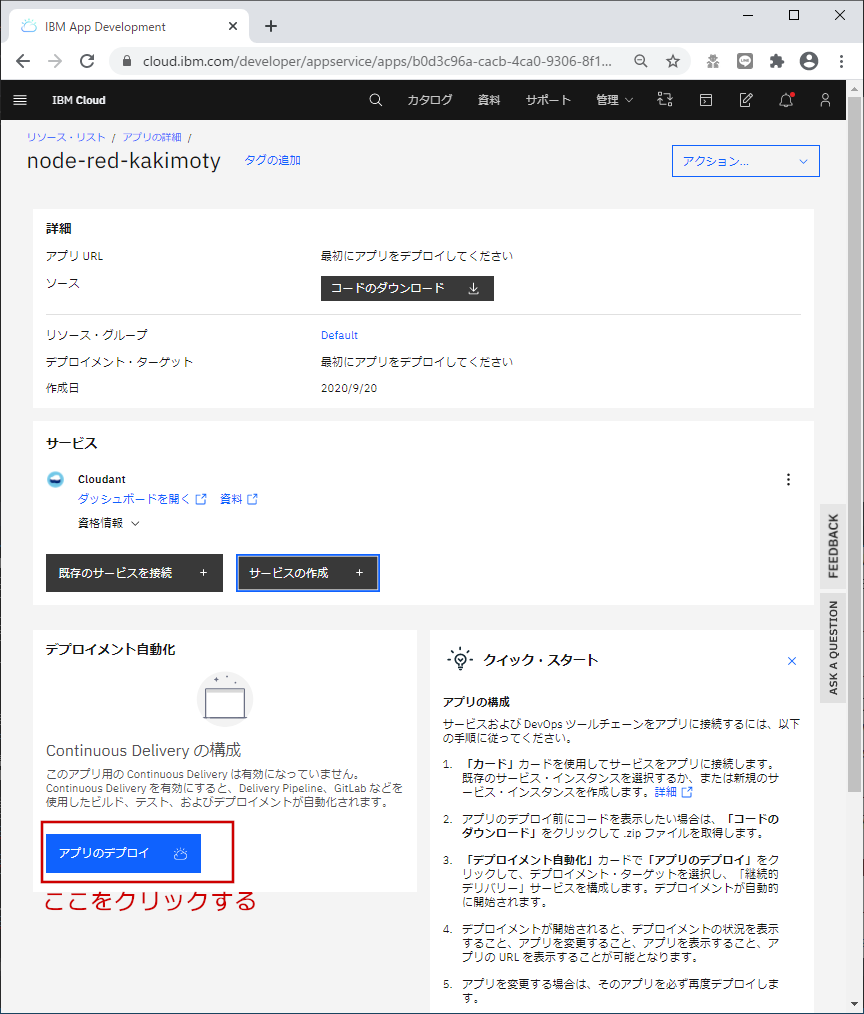 IBM App Development
cloud.ibm.com/developer/appservice/apps/b0d3c96a-cacb-4ca0-9306-8f1...
IBM Cloud
カタログ
資料
サポート
管理
リソース・リスト / アプリの詳細 /
node-red-kakimoty
タグの追加
アクション...
詳細
アプリ URL
最初にアプリをデプロイしてください
ソース
コードのダウンロード
リソース・グループ
Default
デプロイメント・ターゲット
最初にアプリをデプロイしてください
作成日
2020/9/20
サービス
Cloudant
ダッシュボードを開く
資料
資格情報
既存のサービスを接続 +
サービスの作成 +
FEEDBACK
ASK A QUESTION
デプロイメント自動化
Continuous Delivery の構成
このアプリ用の Continuous Delivery は有効になっていません。
Continuous Delivery を有効にすると、Delivery Pipeline、GitLab などを
使用したビルド、テスト、およびデプロイメントが自動化されます。
アプリのデプロイ
ここをクリックする
クイック・スタート
アプリの構成
サービスおよび DevOps ツールチェーンをアプリに接続するには、以下
の手順に従ってください。
1. 「カード」カードを使用してサービスをアプリに接続します。
既存のサービス・インスタンスを選択するか、または新規のサ
ービス・インスタンスを作成します。詳細
2. アプリのデプロイ前にコードを表示したい場合は、「コードの
ダウンロード」をクリックして .zip ファイルを取得します。
3. 「デプロイメント自動化」カードで「アプリのデプロイ」をク
リックして、デプロイメント・ターゲットを選択し、「継続的
デリバリー」サービスを構成します。デプロイメントが自動的
に開始されます。
4. デプロイメントが開始されると、デプロイメントの状況を表示
すること、アプリを変更すること、アプリを表示すること、ア
プリの URL を表示することが可能となります。
5. アプリを変更する場合は、そのアプリを必ず再度デプロイしま
す。